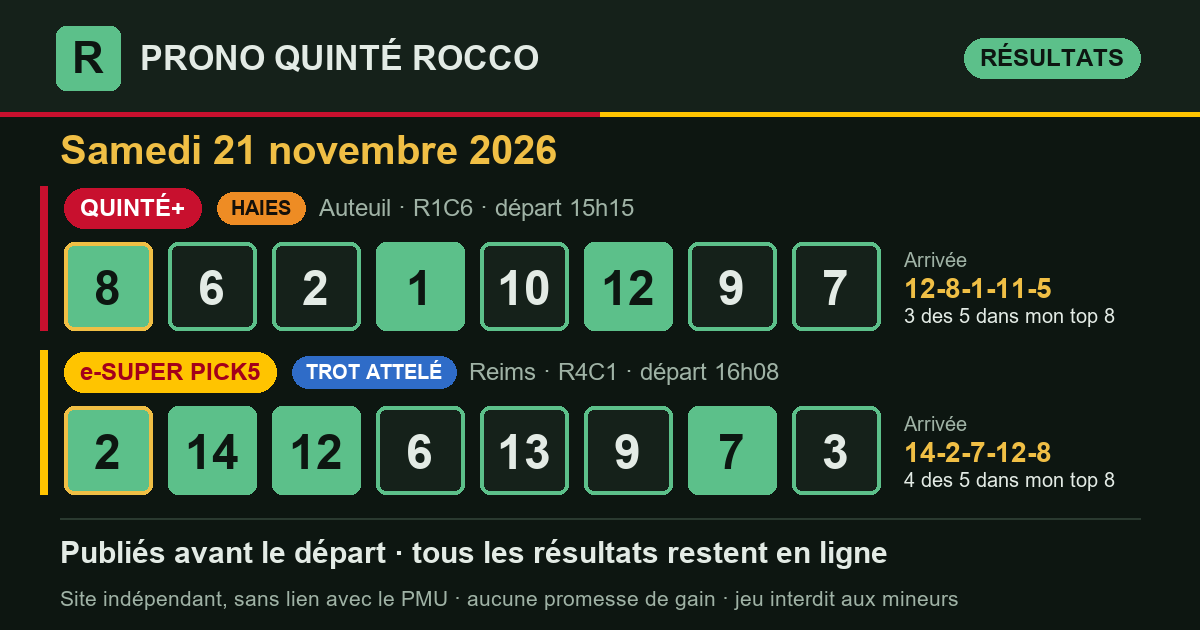 R PRONO QUINTÉ ROCCO RÉSULTATS
Samedi 21 novembre 2026
QUINTÉ+ HAIES Auteuil · R1C6 · départ 15h15
8 6 2 1 10 12 9 7
Arrivée
12-8-1-11-5
3 des 5 dans mon top 8
e-SUPER PICK5 TROT ATTELÉ Reims · R4C1 · départ 16h08
2 14 12 6 13 9 7 3
Arrivée
14-2-7-12-8
4 des 5 dans mon top 8
Publiés avant le départ · tous les résultats restent en ligne
Site indépendant, sans lien avec le PMU · aucune promesse de gain · jeu interdit aux mineurs